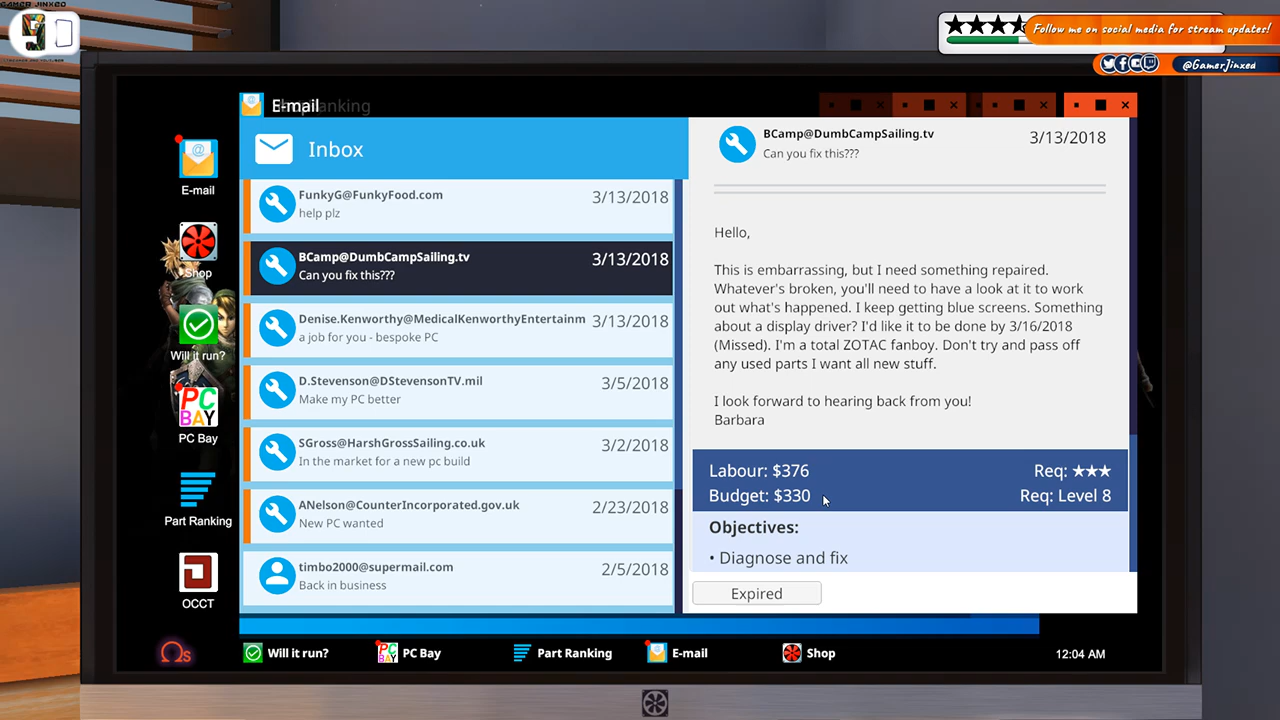 GAMER JINXED
Follow me on social media for stream updates!
@GamerJinxed
E-mail
Inbox
FunkyG@FunkyFood.com
3/13/2018
help plz
BCamp@DumbCampSailing.tv
3/13/2018
Can you fix this???
Denise.Kenworthy@MedicalKenworthyEntertainm
3/13/2018
a job for you - bespoke PC
D.Stevenson@DStevensonTV.mil
3/5/2018
Make my PC better
SGross@HarshGrossSailing.co.uk
3/2/2018
In the market for a new pc build
ANelson@CounterIncorporated.gov.uk
2/23/2018
New PC wanted
timbo2000@supermail.com
2/5/2018
Back in business
BCamp@DumbCampSailing.tv
3/13/2018
Can you fix this???
Hello,
This is embarrassing, but I need something repaired.
Whatever's broken, you'll need to have a look at it to work
out what's happened. I keep getting blue screens. Something
about a display driver? I'd like it to be done by 3/16/2018
(Missed). I'm a total ZOTAC fanboy. Don't try and pass off
any used parts I want all new stuff.
I look forward to hearing back from you!
Barbara
Labour: $376
Req: ★★★
Budget: $330
Req: Level 8
Objectives:
• Diagnose and fix
Expired
E-mail
Shop
Will it run?
PC
BAY
PC Bay
Part Ranking
OCCT
Ωs
Will it run?
PC Bay
Part Ranking
E-mail
Shop
12:04 AM